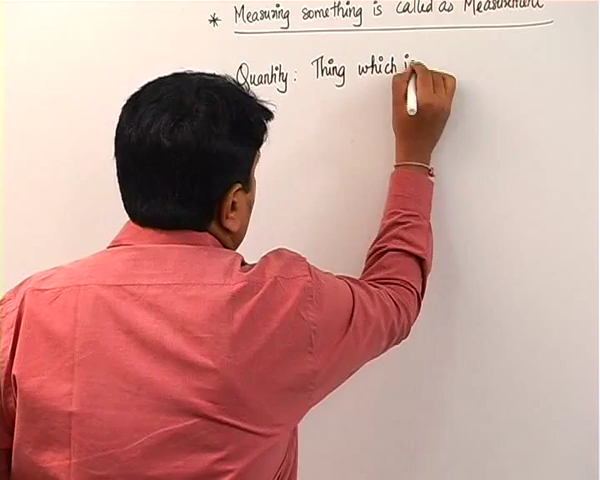 * Measuring something is called as Measurement
Quantity : Thing which is